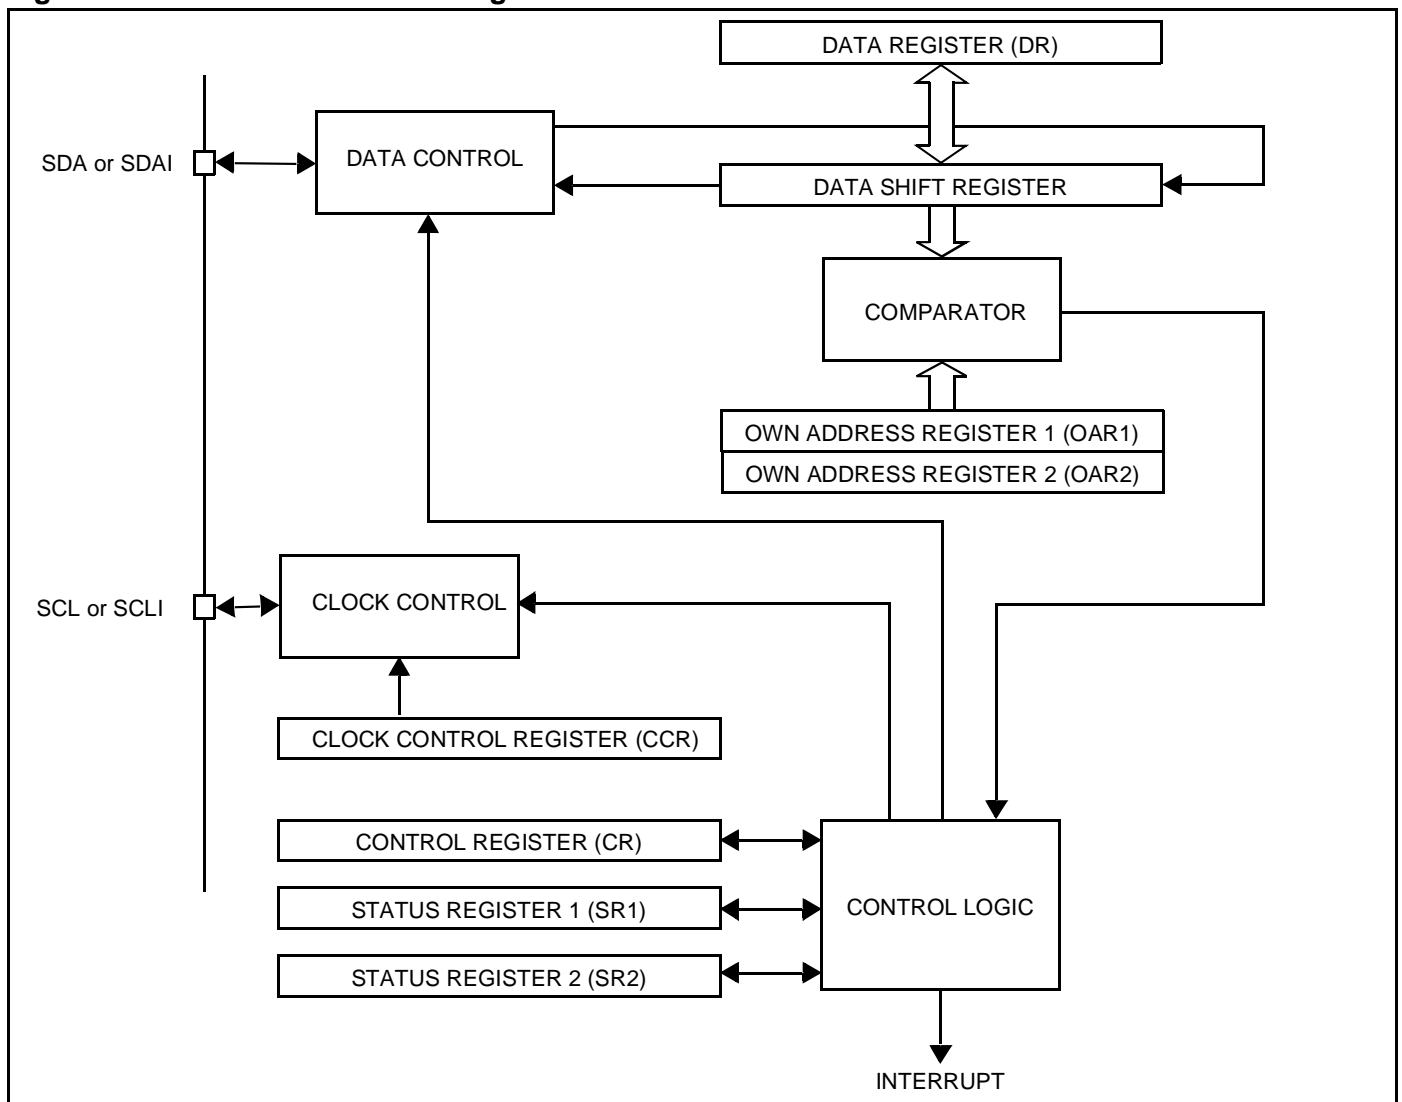 DATA REGISTER (DR)
DATA CONTROL
SDA or SDAI
DATA SHIFT REGISTER
COMPARATOR
OWN ADDRESS REGISTER 1 (OAR1)
OWN ADDRESS REGISTER 2 (OAR2)
CLOCK CONTROL
SCL or SCLI
CLOCK CONTROL REGISTER (CCR)
CONTROL REGISTER (CR)
STATUS REGISTER 1 (SR1)
CONTROL LOGIC
STATUS REGISTER 2 (SR2)
INTERRUPT